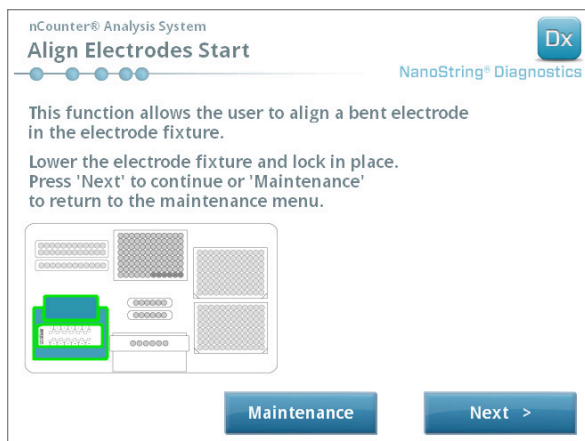 nCounter® Analysis System
Align Electrodes Start
Dx
NanoString® Diagnostics
This function allows the user to align a bent electrode
in the electrode fixture.
Lower the electrode fixture and lock in place.
Press 'Next' to continue or 'Maintenance'
to return to the maintenance menu.
Maintenance
Next >